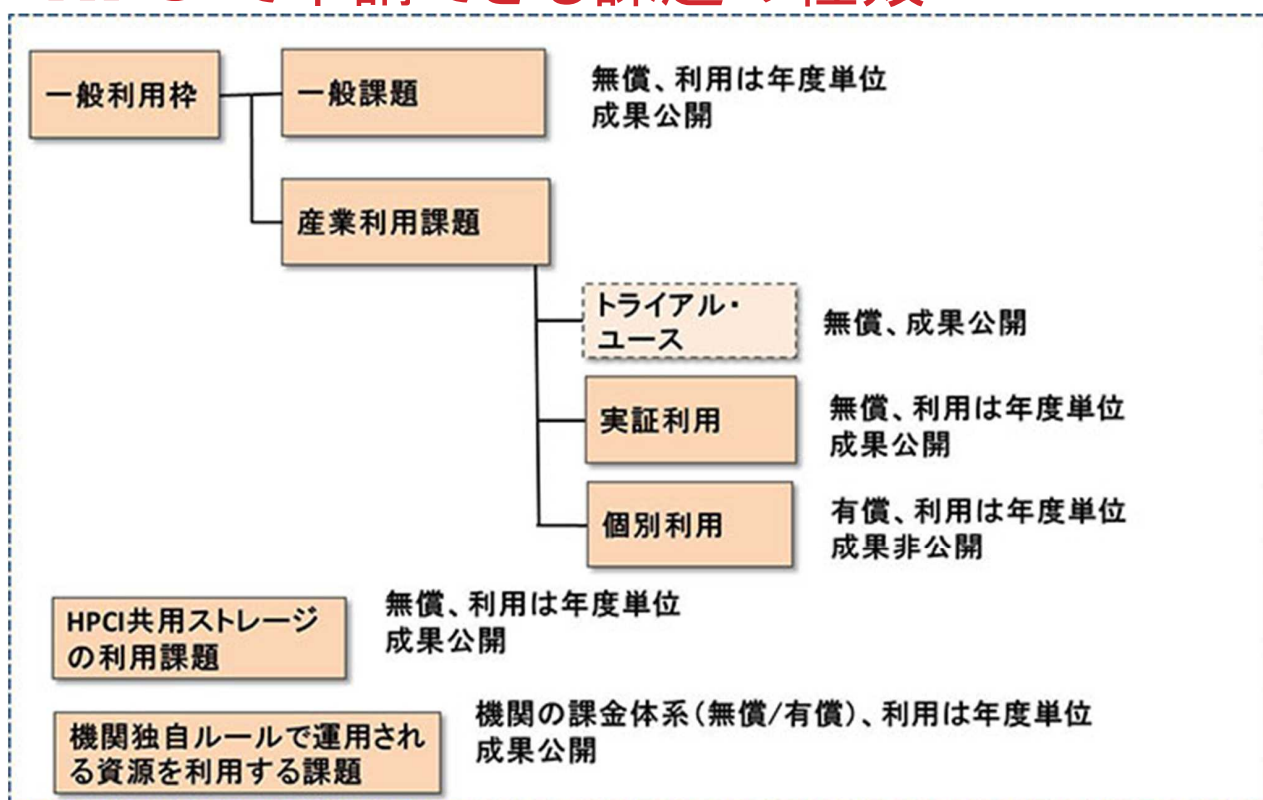 一般利用枠
一般課題
無償、利用は年度単位
成果公開
産業利用課題
トライアル・
ユース
無償、成果公開
実証利用
無償、利用は年度単位
成果公開
個別利用
有償、利用は年度単位
成果非公開
HPCI共用ストレージ
の利用課題
無償、利用は年度単位
成果公開
機関独自ルールで運用され
る資源を利用する課題
機関の課金体系(無償/有償)、利用は年度単位
成果公開